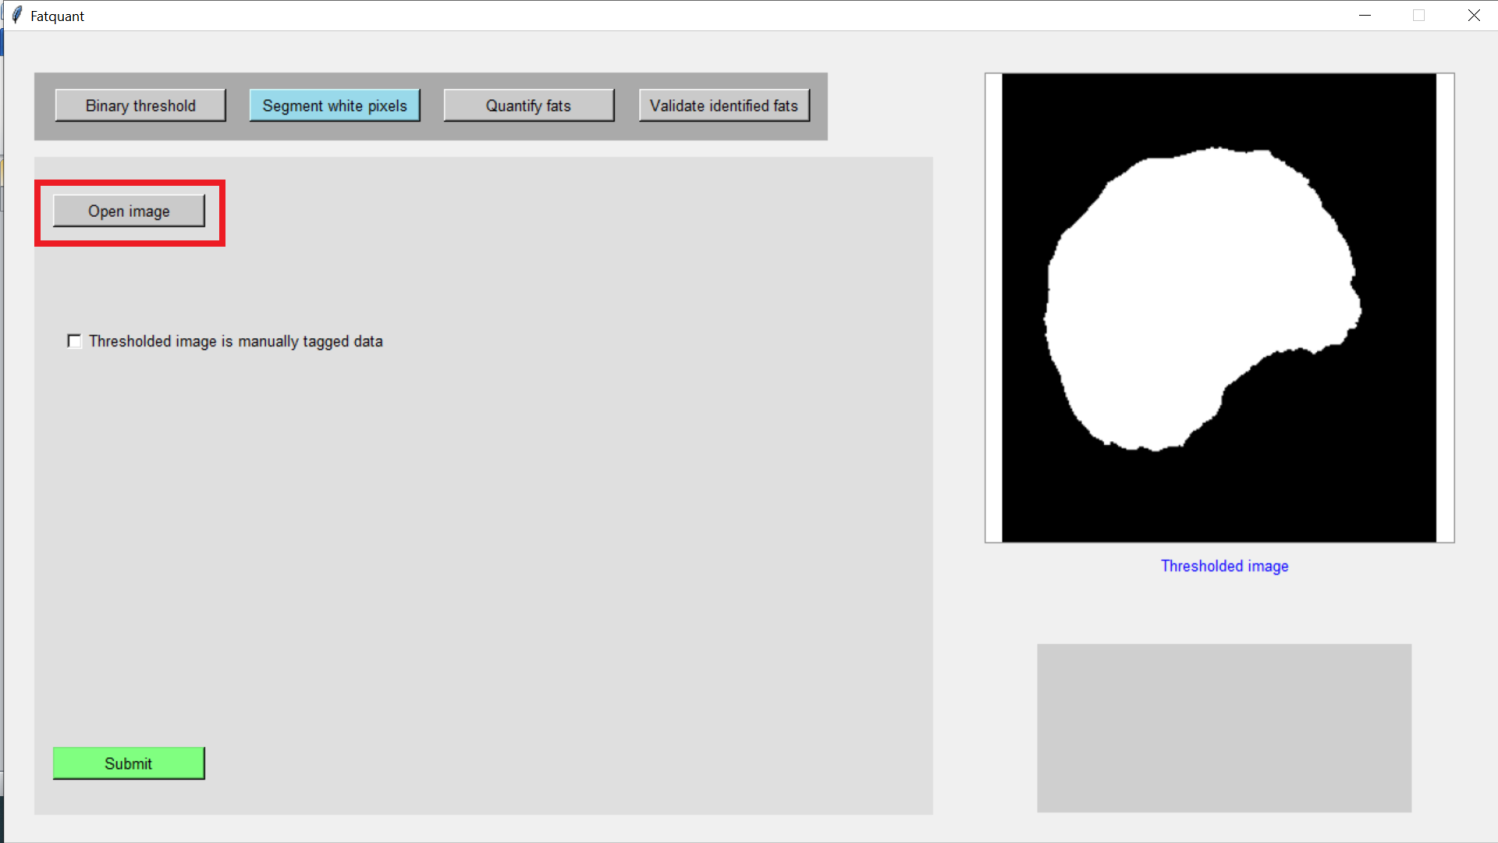 Fatquant
Binary threshold
Segment white pixels
Quantify fats
Validate identified fats
Open image
Thresholded image is manually tagged data
Submit
Thresholded image